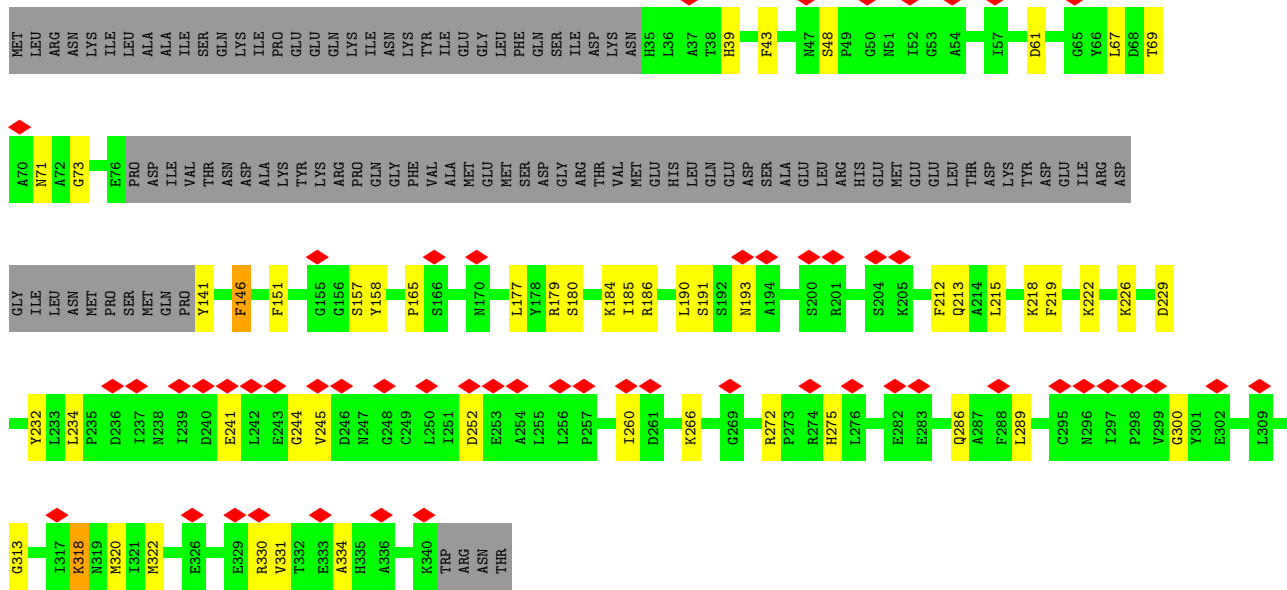 MET LEU ARG ASN LYS ILE LEU ALA ALA ILE SER GLN LYS ILE PRO GLU GLU GLN LYS ILE ASN LYS TYR ILE GLU GLY LEU PHE GLN SER ILE ASP LYS ASN H35 L36 A37 T38 H39 F43 N47 S48 P49 G50 N51 I52 G53 A54 I57 D61 G65 Y66 L67 D68 T69
A70 N71 A72 G73 E76 PRO ASP ILE VAL THR ASN ASP ALA LYS TYR LYS ARG PRO GLN GLY PHE VAL ALA MET GLU MET SER ASP GLY ARG THR VAL MET GLU HIS LEU GLN GLU ASP SER ALA GLU LEU ARG HIS GLU MET GLU GLU LEU THR ASP LYS TYR ASP GLU ILE ARG ASP
GLY ILE LEU ASN MET PRO SER MET GLN PRO Y141 F146 F151 G155 G156 S157 Y158 P165 S166 N170 L177 Y178 R179 S180 K184 I185 R186 L190 S191 S192 N193 A194 S200 R201 S204 K205 F212 Q213 A214 L215 K218 F219 K222 K226 D229
Y232 L233 L234 P235 D236 I237 N238 I239 D240 E241 L242 E243 G244 V245 D246 N247 G248 C249 L250 I251 D252 E253 A254 L255 L256 P257 I260 D261 K266 G269 R272 P273 R274 H275 L276 E282 E283 Q286 A287 F288 L289 C295 N296 I297 P298 V299 G300 Y301 E302 L309
G313 I317 K318 N319 M320 I321 M322 E326 E329 R330 V331 T332 E333 A334 H335 A336 K340 TRP ARG ASN THR